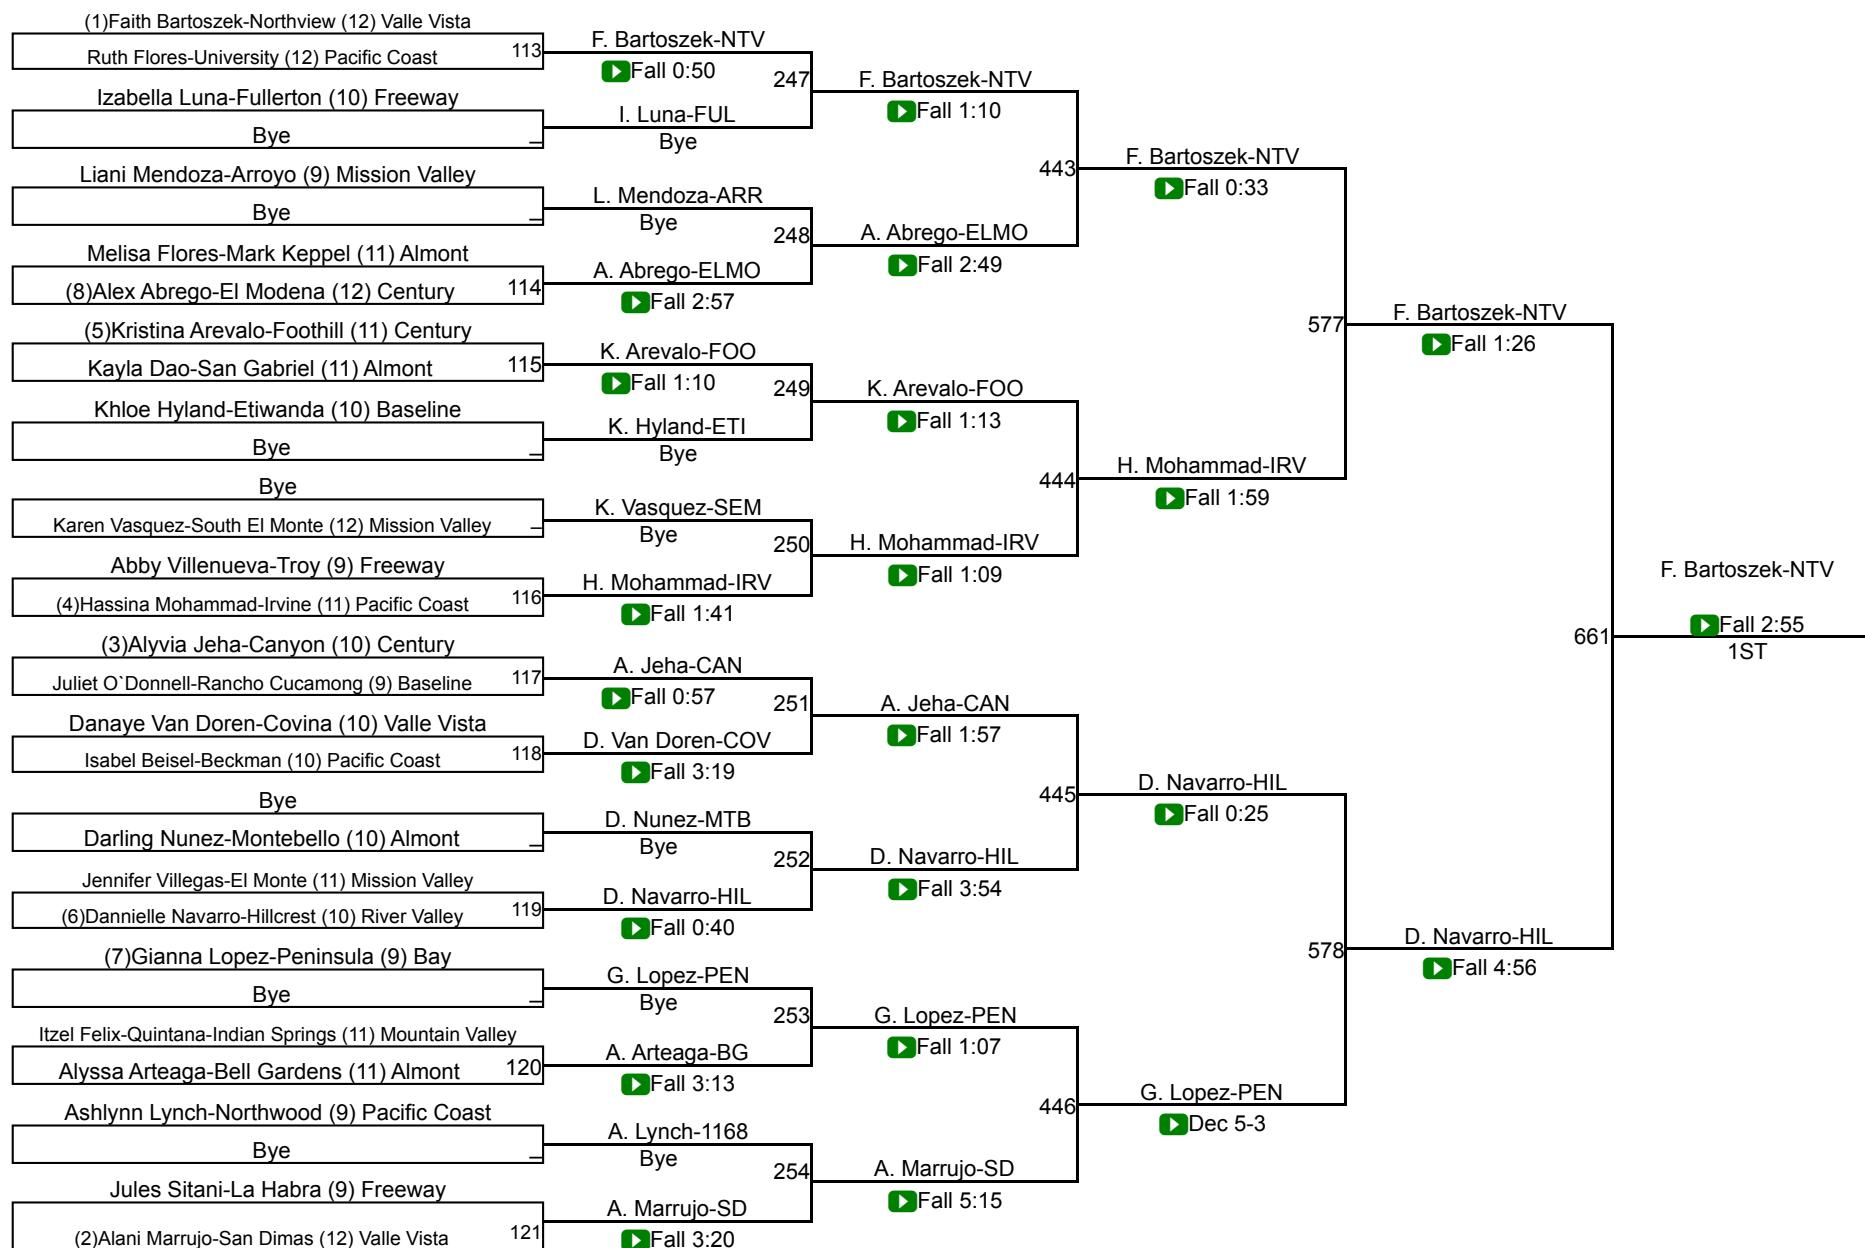 (1)Faith Bartoszek-Northview (12) Valle Vista
Ruth Flores-University (12) Pacific Coast 113
Izabella Luna-Fullerton (10) Freeway
Bye _
Liani Mendoza-Arroyo (9) Mission Valley
Bye _
Melisa Flores-Mark Keppel (11) Almont
(8)Alex Abrego-El Modena (12) Century 114
(5)Kristina Arevalo-Foothill (11) Century
Kayla Dao-San Gabriel (11) Almont 115
Khloe Hyland-Etiwanda (10) Baseline
Bye _
Bye
Karen Vasquez-South El Monte (12) Mission Valley _
Abby Villenueva-Troy (9) Freeway
(4)Hassina Mohammad-Irvine (11) Pacific Coast 116
(3)Alyvia Jeha-Canyon (10) Century
Juliet O`Donnell-Rancho Cucamong (9) Baseline 117
Danaye Van Doren-Covina (10) Valle Vista
Isabel Beisel-Beckman (10) Pacific Coast 118
Bye
Darling Nunez-Montebello (10) Almont _
Jennifer Villegas-El Monte (11) Mission Valley
(6)Dannielle Navarro-Hillcrest (10) River Valley 119
(7)Gianna Lopez-Peninsula (9) Bay
Bye _
Itzel Felix-Quintana-Indian Springs (11) Mountain Valley
Alyssa Arteaga-Bell Gardens (11) Almont 120
Ashlynn Lynch-Northwood (9) Pacific Coast
Bye _
Jules Sitani-La Habra (9) Freeway
(2)Alani Marrujo-San Dimas (12) Valle Vista 121
F. Bartoszek-NTV
Fall 0:50
247
I. Luna-FUL
Bye
L. Mendoza-ARR
Bye
248
A. Abrego-ELMO
Fall 2:57
K. Arevalo-FOO
Fall 1:10
249
K. Hyland-ETI
Bye
K. Vasquez-SEM
Bye
250
H. Mohammad-IRV
Fall 1:41
A. Jeha-CAN
Fall 0:57
251
D. Van Doren-COV
Fall 3:19
D. Nunez-MTB
Bye
252
D. Navarro-HIL
Fall 0:40
G. Lopez-PEN
Bye
253
A. Arteaga-BG
Fall 3:13
A. Lynch-1168
Bye
254
A. Marrujo-SD
Fall 3:20
F. Bartoszek-NTV
Fall 1:10
443
A. Abrego-ELMO
Fall 2:49
K. Arevalo-FOO
Fall 1:13
444
H. Mohammad-IRV
Fall 1:09
A. Jeha-CAN
Fall 1:57
445
D. Navarro-HIL
Fall 3:54
G. Lopez-PEN
Fall 1:07
446
A. Marrujo-SD
Fall 5:15
F. Bartoszek-NTV
Fall 0:33
577
H. Mohammad-IRV
Fall 1:59
D. Navarro-HIL
Fall 0:25
578
G. Lopez-PEN
Dec 5-3
F. Bartoszek-NTV
Fall 1:26
661
D. Navarro-HIL
Fall 4:56
F. Bartoszek-NTV
Fall 2:55
1ST